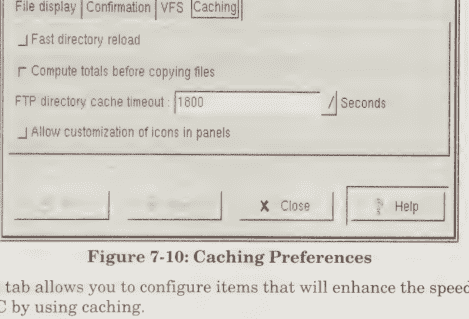 File display Confirmation VFS Caching
Fast directory reload
Compute totals before copying files
FTP directory cache timeout : 1800 Seconds
Allow customization of icons in panels
X Close Help
Figure 7-10: Caching Preferences
tab allows you to configure items that will enhance the speed
C by using caching.